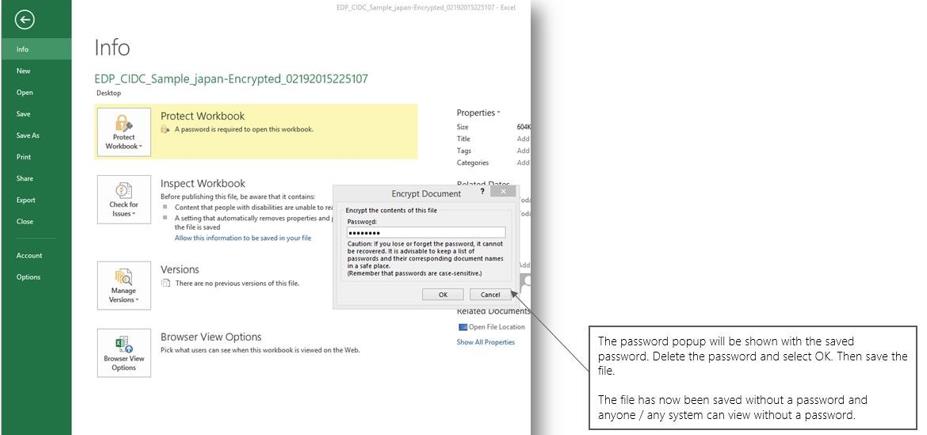 EDP_CIDC_Sample_japan-Encrypted_02192015225107 - Excel
Info
New
Open
Save
Save As
Print
Share
Export
Close
Account
Options
Info
EDP_CIDC_Sample_japan-Encrypted_02192015225107
Desktop
Protect
Workbook
Protect Workbook
A password is required to open this workbook.
Check for
Issues
Inspect Workbook
Before publishing this file, be aware that it contains:
Content that people with disabilities are unable to
A setting that automatically removes properties and
the file is saved
Allow this information to be saved in your file
Manage
Versions
Versions
There are no previous versions of this file.
Browser View
Options
Browser View Options
Pick what users can see when this workbook is viewed on the Web.
Properties
Size 604K
Title Add
Tags Add
Categories Add
Related Dates
Add
Related Documents
Open File Location
Show All Properties
Encrypt Document
? ×
Encrypt the contents of this file
Password:
Caution: If you lose or forget the password, it cannot
be recovered. It is advisable to keep a list of
passwords and their corresponding document names
in a safe place.
(Remember that passwords are case-sensitive.)
OK Cancel
The password popup will be shown with the saved
password. Delete the password and select OK. Then save the
file.
The file has now been saved without a password and
anyone / any system can view without a password.